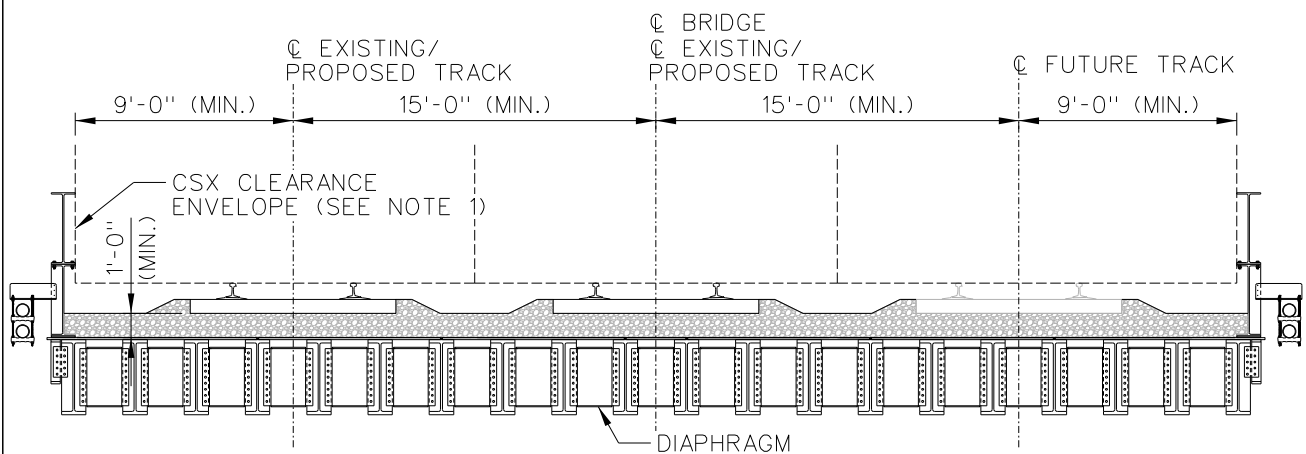 ℄ BRIDGE
℄ EXISTING/
PROPOSED TRACK
℄ EXISTING/
PROPOSED TRACK
℄ FUTURE TRACK
9'-0" (MIN.)
15'-0" (MIN.)
15'-0" (MIN.)
9'-0" (MIN.)
CSX CLEARANCE
ENVELOPE (SEE NOTE 1)
1'-0"
(MIN.)
DIAPHRAGM